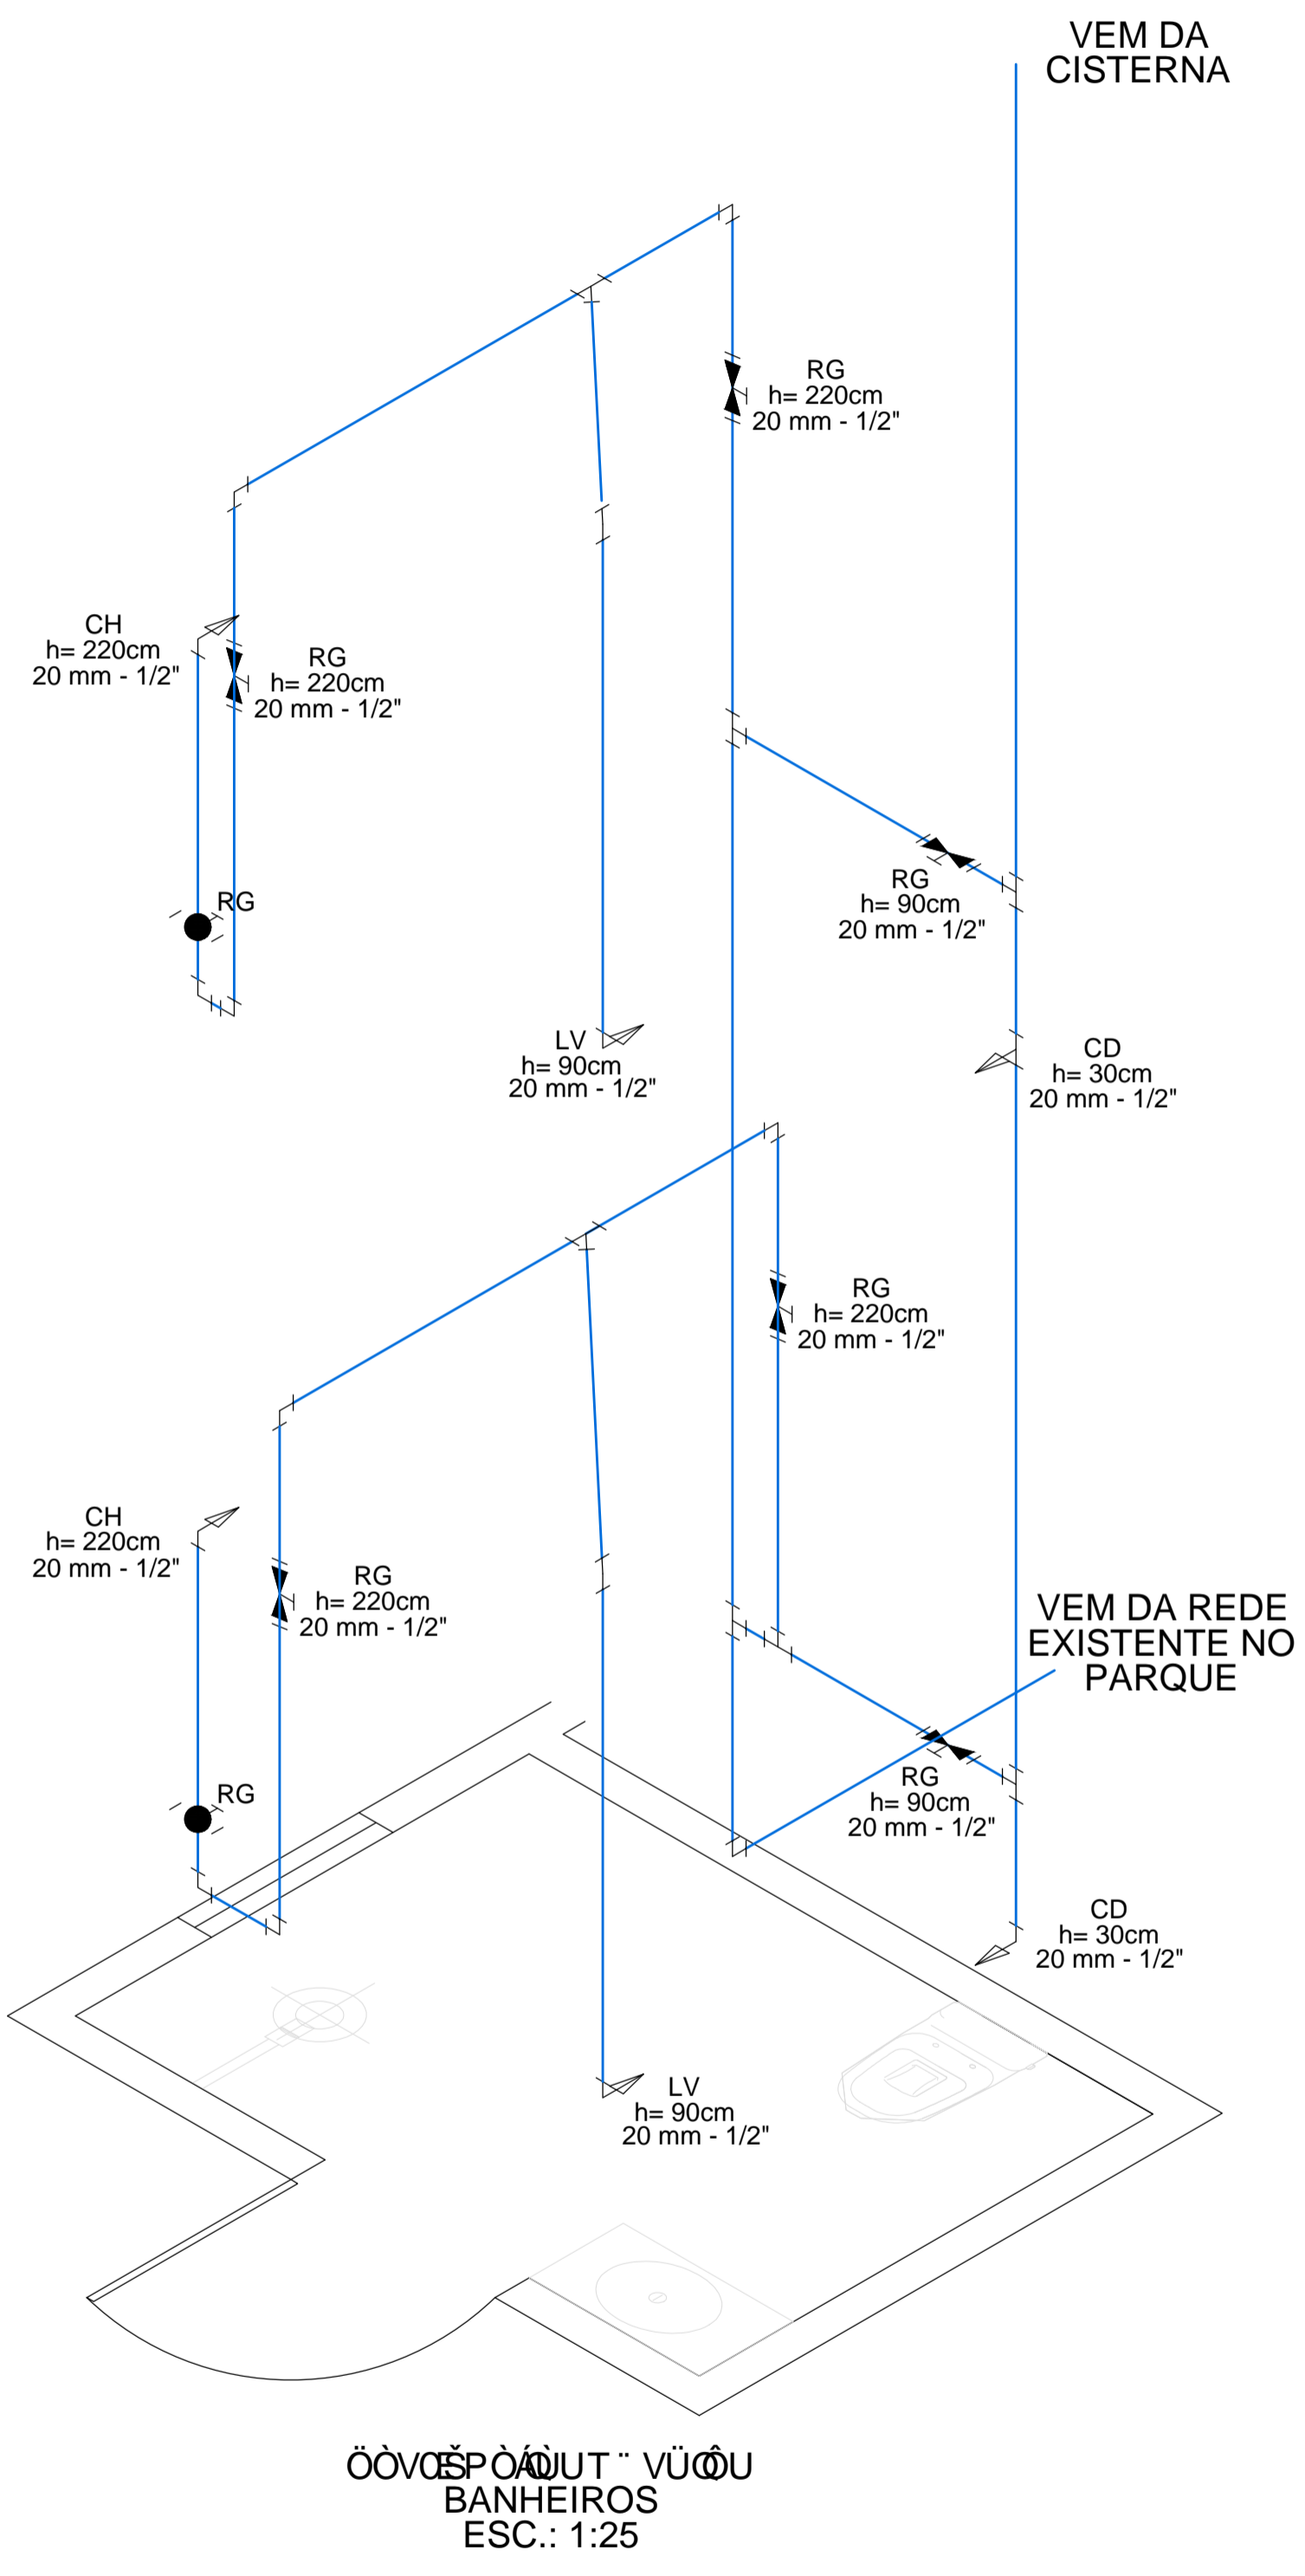 VEM DA
CISTERNA
RG
h= 220cm
20 mm - 1/2"
CH
h= 220cm
20 mm - 1/2"
RG
h= 220cm
20 mm - 1/2"
RG
h= 90cm
20 mm - 1/2"
RG
LV
h= 90cm
20 mm - 1/2"
CD
h= 30cm
20 mm - 1/2"
RG
h= 220cm
20 mm - 1/2"
CH
h= 220cm
20 mm - 1/2"
RG
h= 220cm
20 mm - 1/2"
VEM DA REDE
EXISTENTE NO
PARQUE
RG
h= 90cm
20 mm - 1/2"
RG
CD
h= 30cm
20 mm - 1/2"
LV
h= 90cm
20 mm - 1/2"
BANHEIROS
ESC.: 1:25